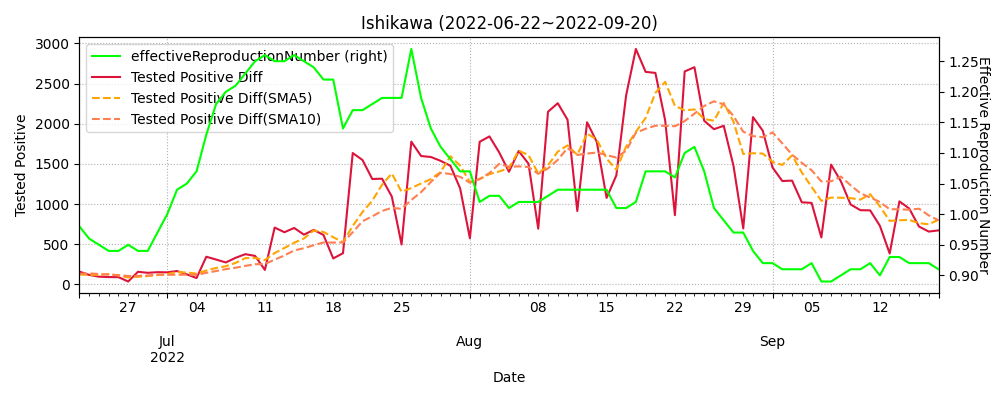 Ishikawa (2022-06-22~2022-09-20)
effectiveReproductionNumber (right)
Tested Positive Diff
Tested Positive Diff(SMA5)
Tested Positive Diff(SMA10)
Tested Positive
3000
2500
2000
1500
1000
500
0
1.25
1.20
1.15
1.10
1.05
1.00
0.95
0.90
Effective Reproduction Number
27 04 11 18 25 08 15 22 29 05 12
Jul Aug Sep
2022
Date